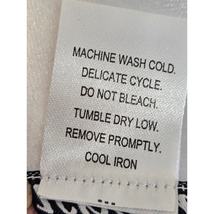 MACHINE WASH COLD.
DELICATE CYCLE.
DO NOT BLEACH.
TUMBLE DRY LOW.
REMOVE PROMPTLY.
COOL IRON